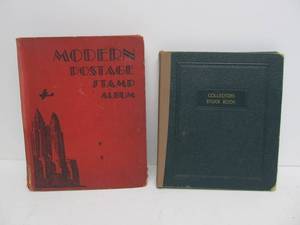 MODERN
POSTAGE
STAMP
ALBUM
COLLECTORS
STOCK BOOK